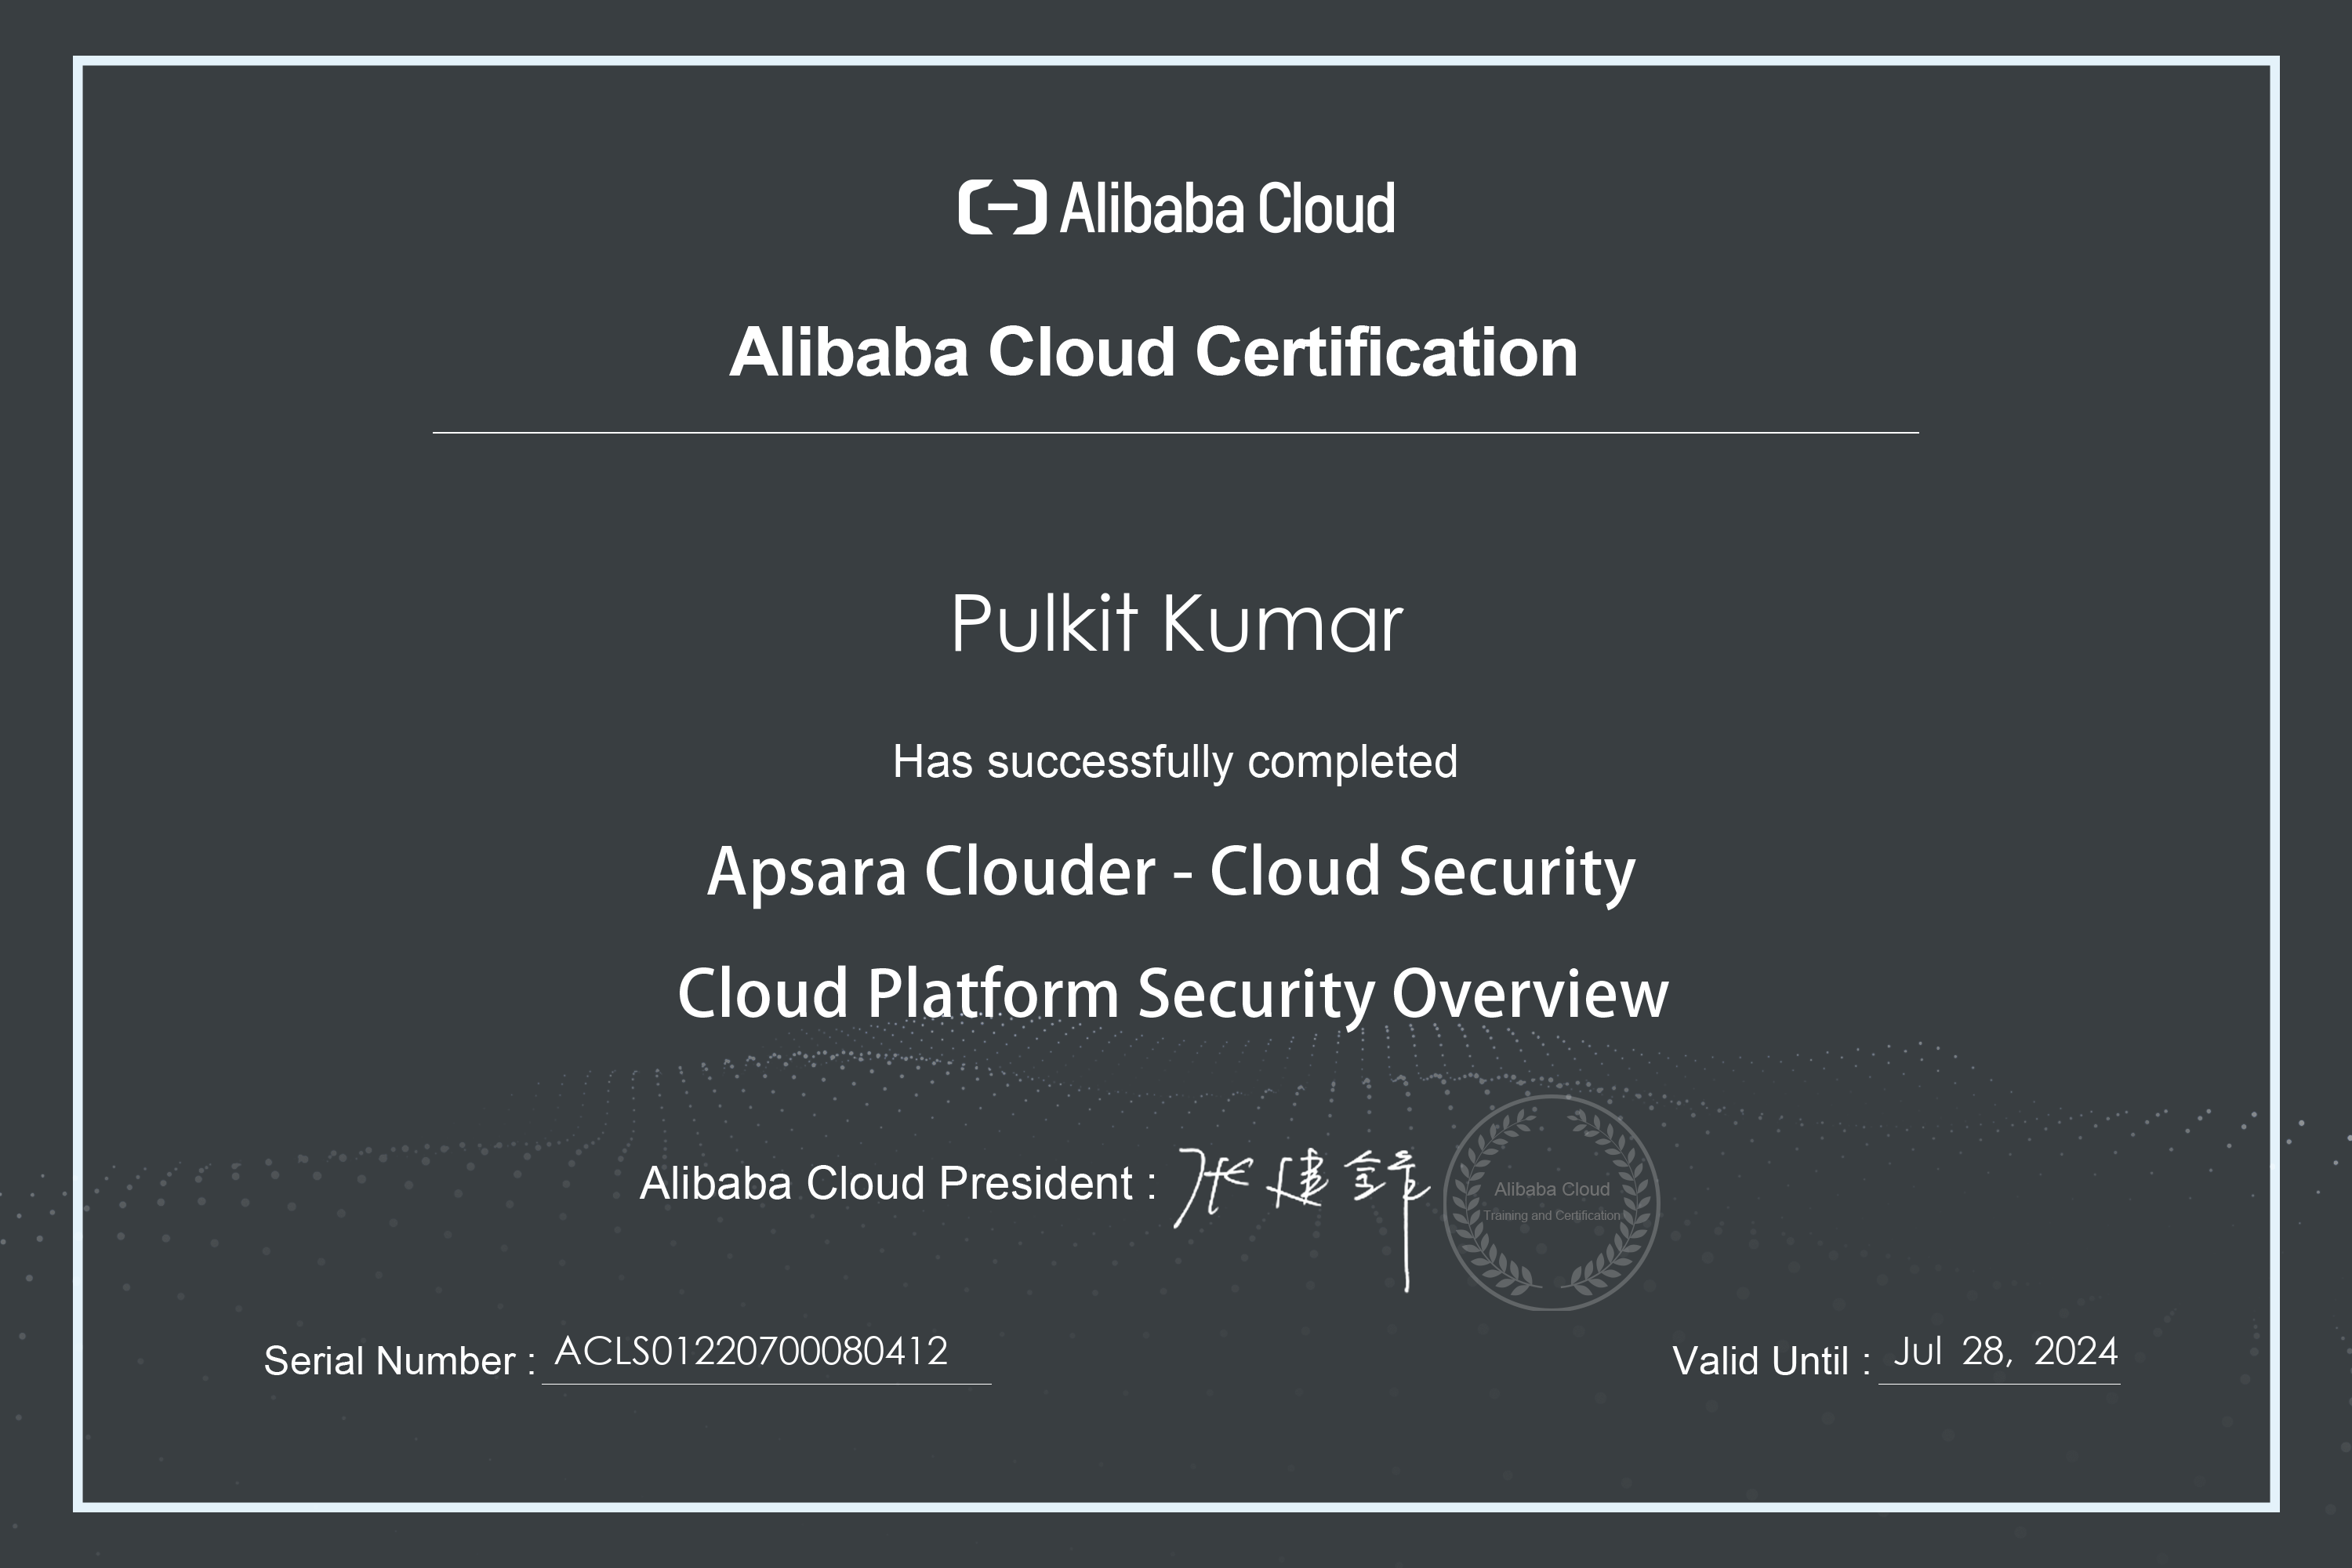 Alibaba Cloud
Alibaba Cloud Certification
Pulkit Kumar
Has successfully completed
Apsara Clouder - Cloud Security
Cloud Platform Security Overview
Alibaba Cloud President : 张建锋
Alibaba Cloud
Training and Certification
Serial Number : ACLS01220700080412
Valid Until : Jul 28, 2024